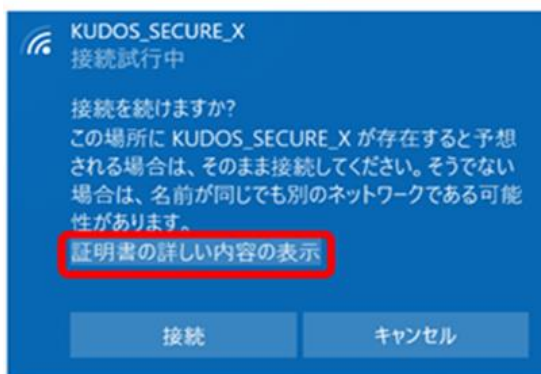 KUDOS_SECURE_X
接続試行中
接続を続けますか?
この場所に KUDOS_SECURE_X が存在すると予想
される場合は、そのまま接続してください。そうでない
場合は、名前が同じでも別のネットワークである可能
性があります。
証明書の詳しい内容の表示
接続
キャンセル